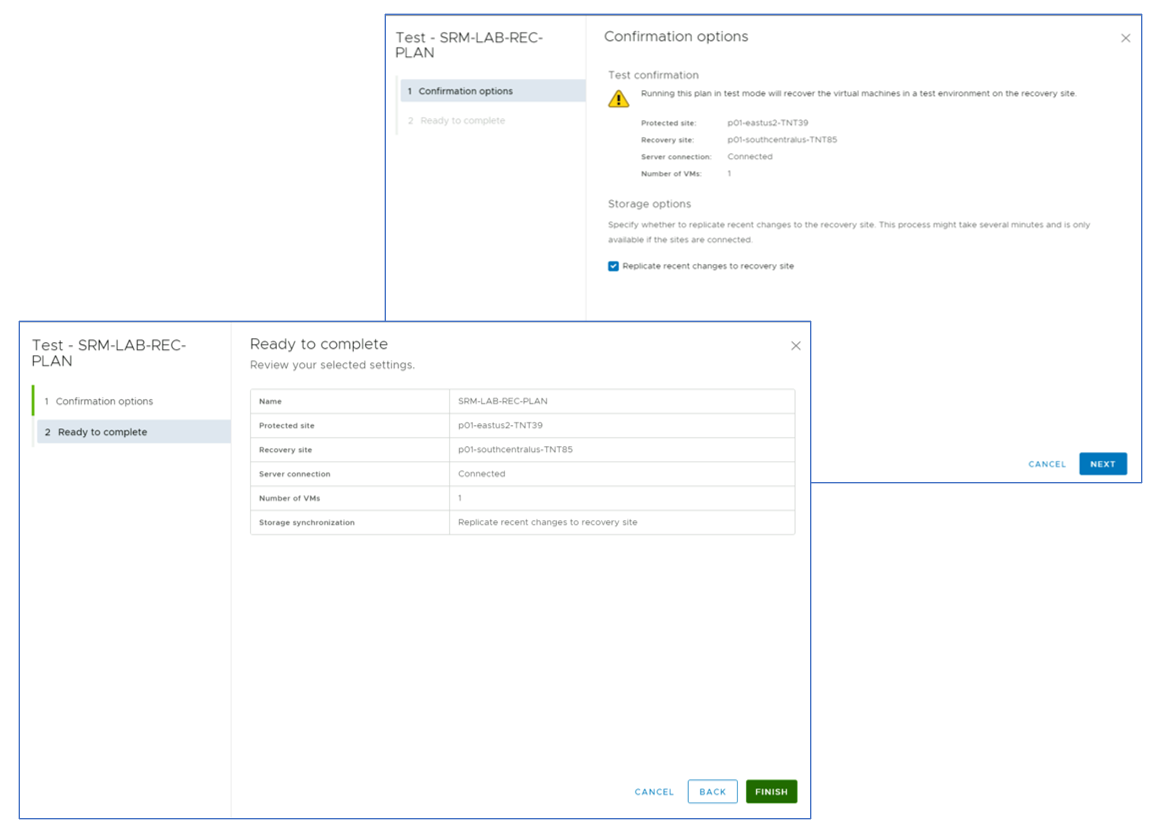 Test - SRM-LAB-REC-
PLAN
1 Confirmation options
2 Ready to complete
Confirmation options
Test confirmation
Running this plan in test mode will recover the virtual machines in a test environment on the recovery site.
Protected site: p01-eastus2-TNT39
Recovery site: p01-southcentralus-TNT85
Server connection: Connected
Number of VMs: 1
Storage options
Specify whether to replicate recent changes to the recovery site. This process might take several minutes and is only
available if the sites are connected.
Replicate recent changes to recovery site
CANCEL NEXT
Test - SRM-LAB-REC-
PLAN
1 Confirmation options
2 Ready to complete
Ready to complete
Review your selected settings.
Name SRM-LAB-REC-PLAN
Protected site p01-eastus2-TNT39
Recovery site p01-southcentralus-TNT85
Server connection Connected
Number of VMs 1
Storage synchronization Replicate recent changes to recovery site
CANCEL BACK FINISH